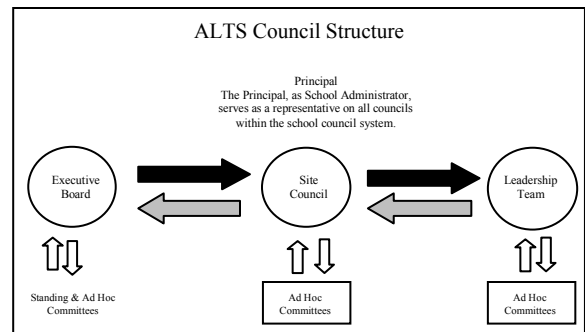 ALTS Council Structure
Principal
The Principal, as School Administrator,
serves as a representative on all councils
within the school council system.
Executive
Board
Site
Council
Leadership
Team
Standing & Ad Hoc
Committees
Ad Hoc
Committees
Ad Hoc
Committees